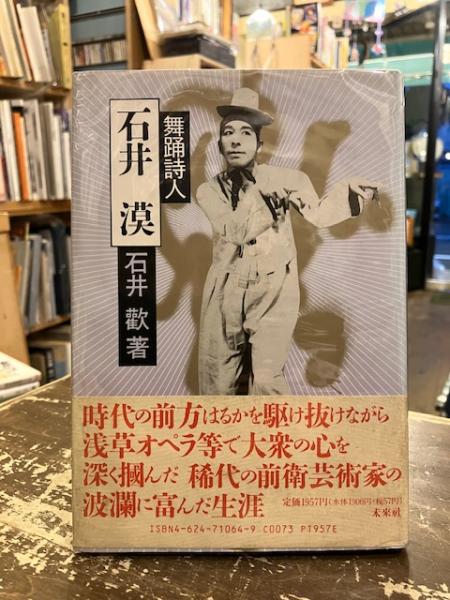 舞踊詩人
石井 漠
石井 歡 著
時代の前方はるかを駆け抜けながら
浅草オペラ等で大衆の心を
深く摑んだ 稀代の前衛芸術家の
波瀾に富んだ生涯
定価1957円(本体1900円・税57円)
未來社
ISBN4-624-71064-9 C0073 P1957E